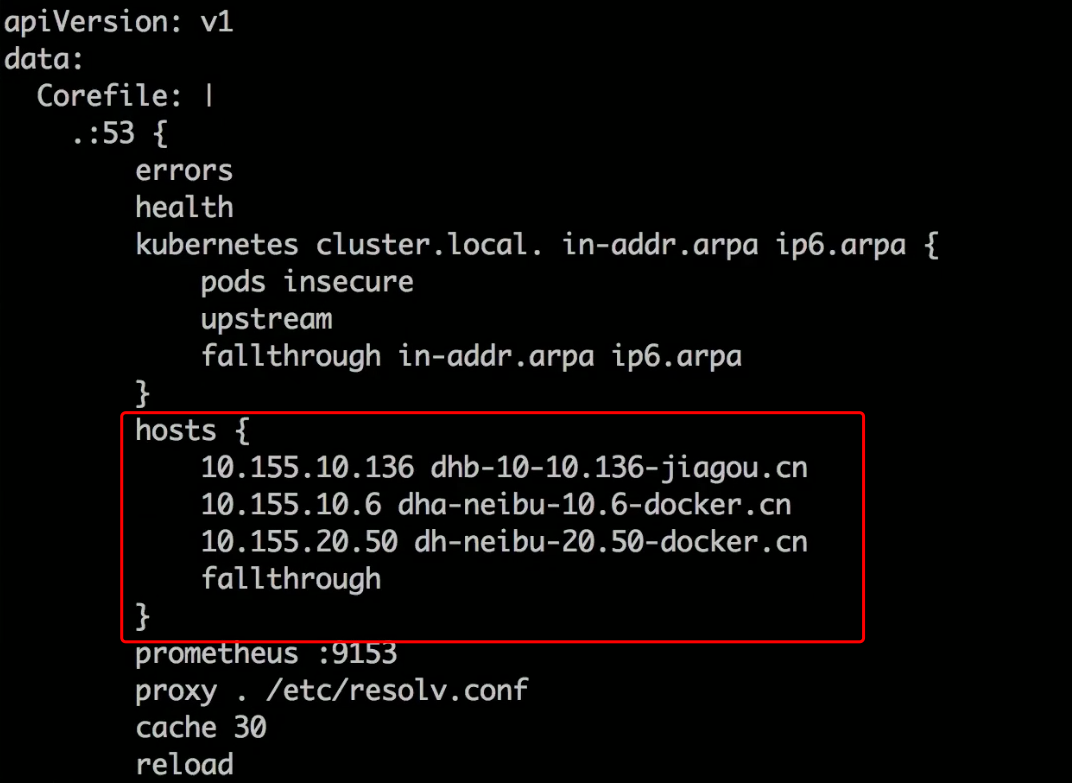 apiVersion: v1
data:
  Corefile: |
    .:53 {
        errors
        health
        kubernetes cluster.local. in-addr.arpa ip6.arpa {
            pods insecure
            upstream
            fallthrough in-addr.arpa ip6.arpa
        }
        hosts {
            10.155.10.136 dhb-10-10.136-jiagou.cn
            10.155.10.6 dha-neibu-10.6-docker.cn
            10.155.20.50 dh-neibu-20.50-docker.cn
            fallthrough
        }
        prometheus :9153
        proxy . /etc/resolv.conf
        cache 30
        reload